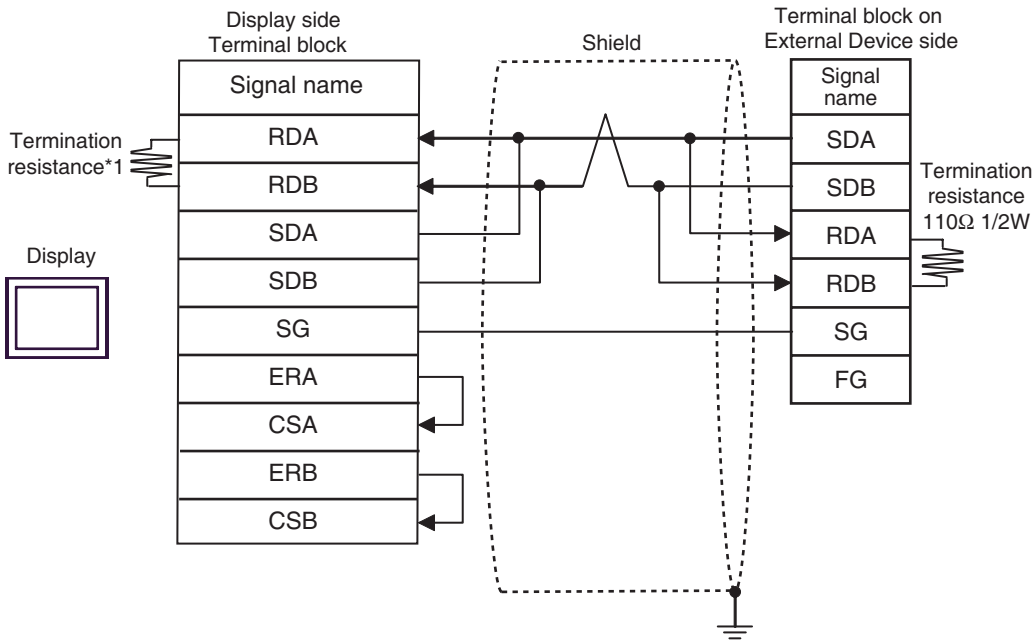 Display side
Terminal block
Signal name
RDA
RDB
SDA
SDB
SG
ERA
CSA
ERB
CSB
Termination
resistance*1
Display
Shield
Terminal block on
External Device side
Signal
name
SDA
SDB
RDA
RDB
SG
FG
Termination
resistance
110Ω 1/2W